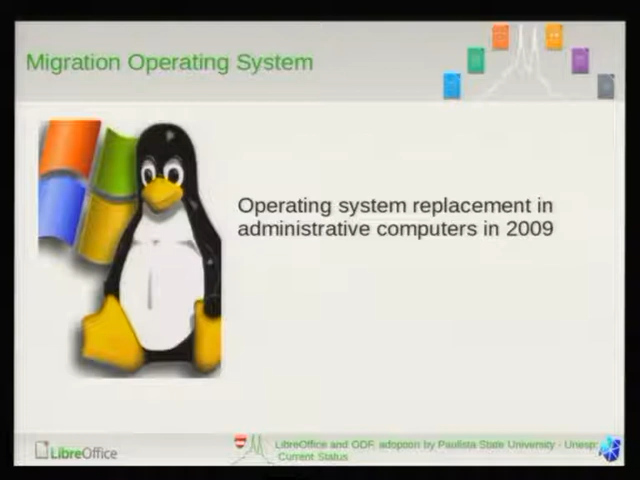 Migration Operating System
Operating system replacement in
administrative computers in 2009
LibreOffice
LibreOffice and ODF adopoon by Paulista State University - Unesp:
Current Status